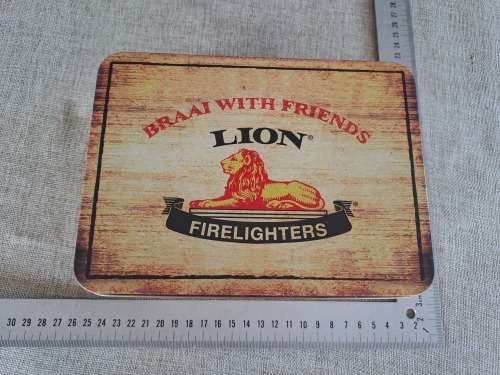 BRAAI WITH FRIENDS
LION®
FIRELIGHTERS®
30 29 28 27 26 25 24 23 22 21 20 19 18 17 16 15 14 13 12 11 10 9 8 7 6 5 4 3 2